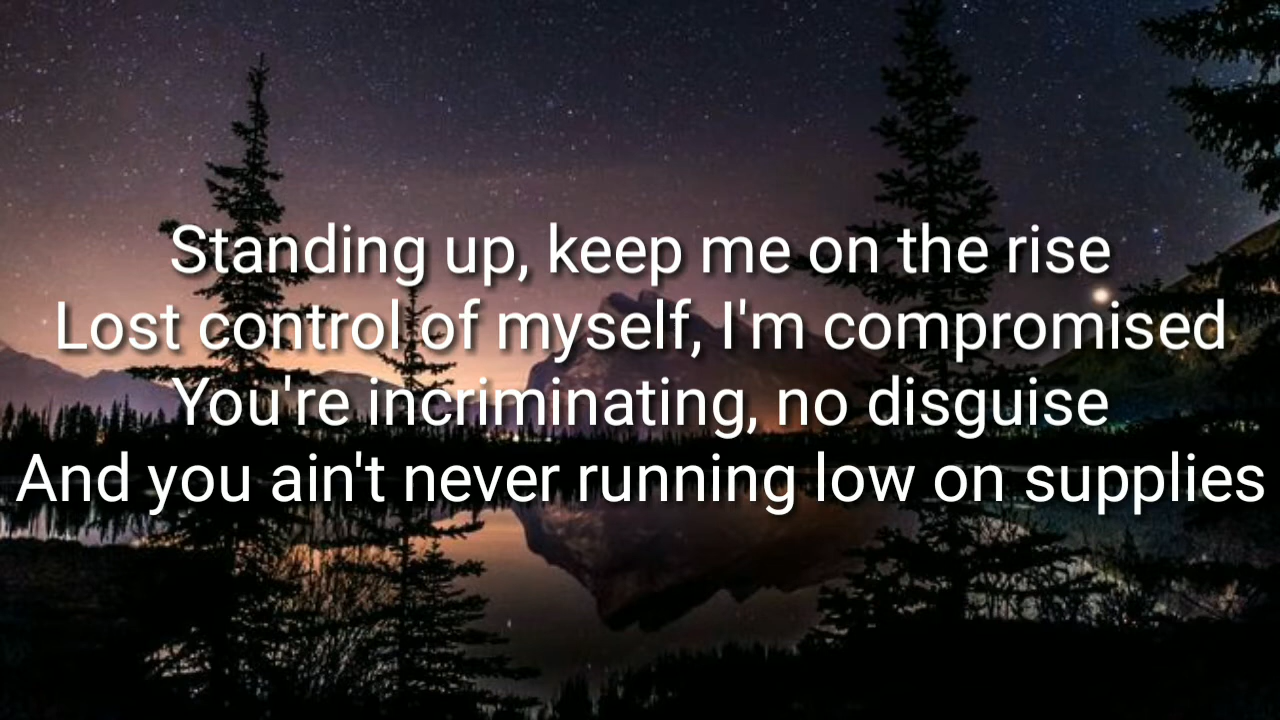 Standing up, keep me on the rise
Lost control of myself, I'm compromised
You're incriminating, no disguise
And you ain't never running low on supplies